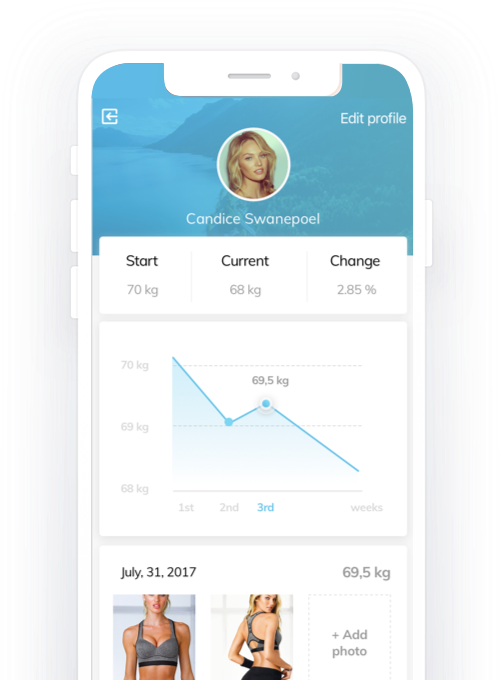 Edit profile
Candice Swanepoel
Start Current Change
70 kg 68 kg 2.85 %
70 kg
69,5 kg
69 kg
68 kg
1st 2nd 3rd weeks
July, 31, 2017 69,5 kg
+ Add
photo